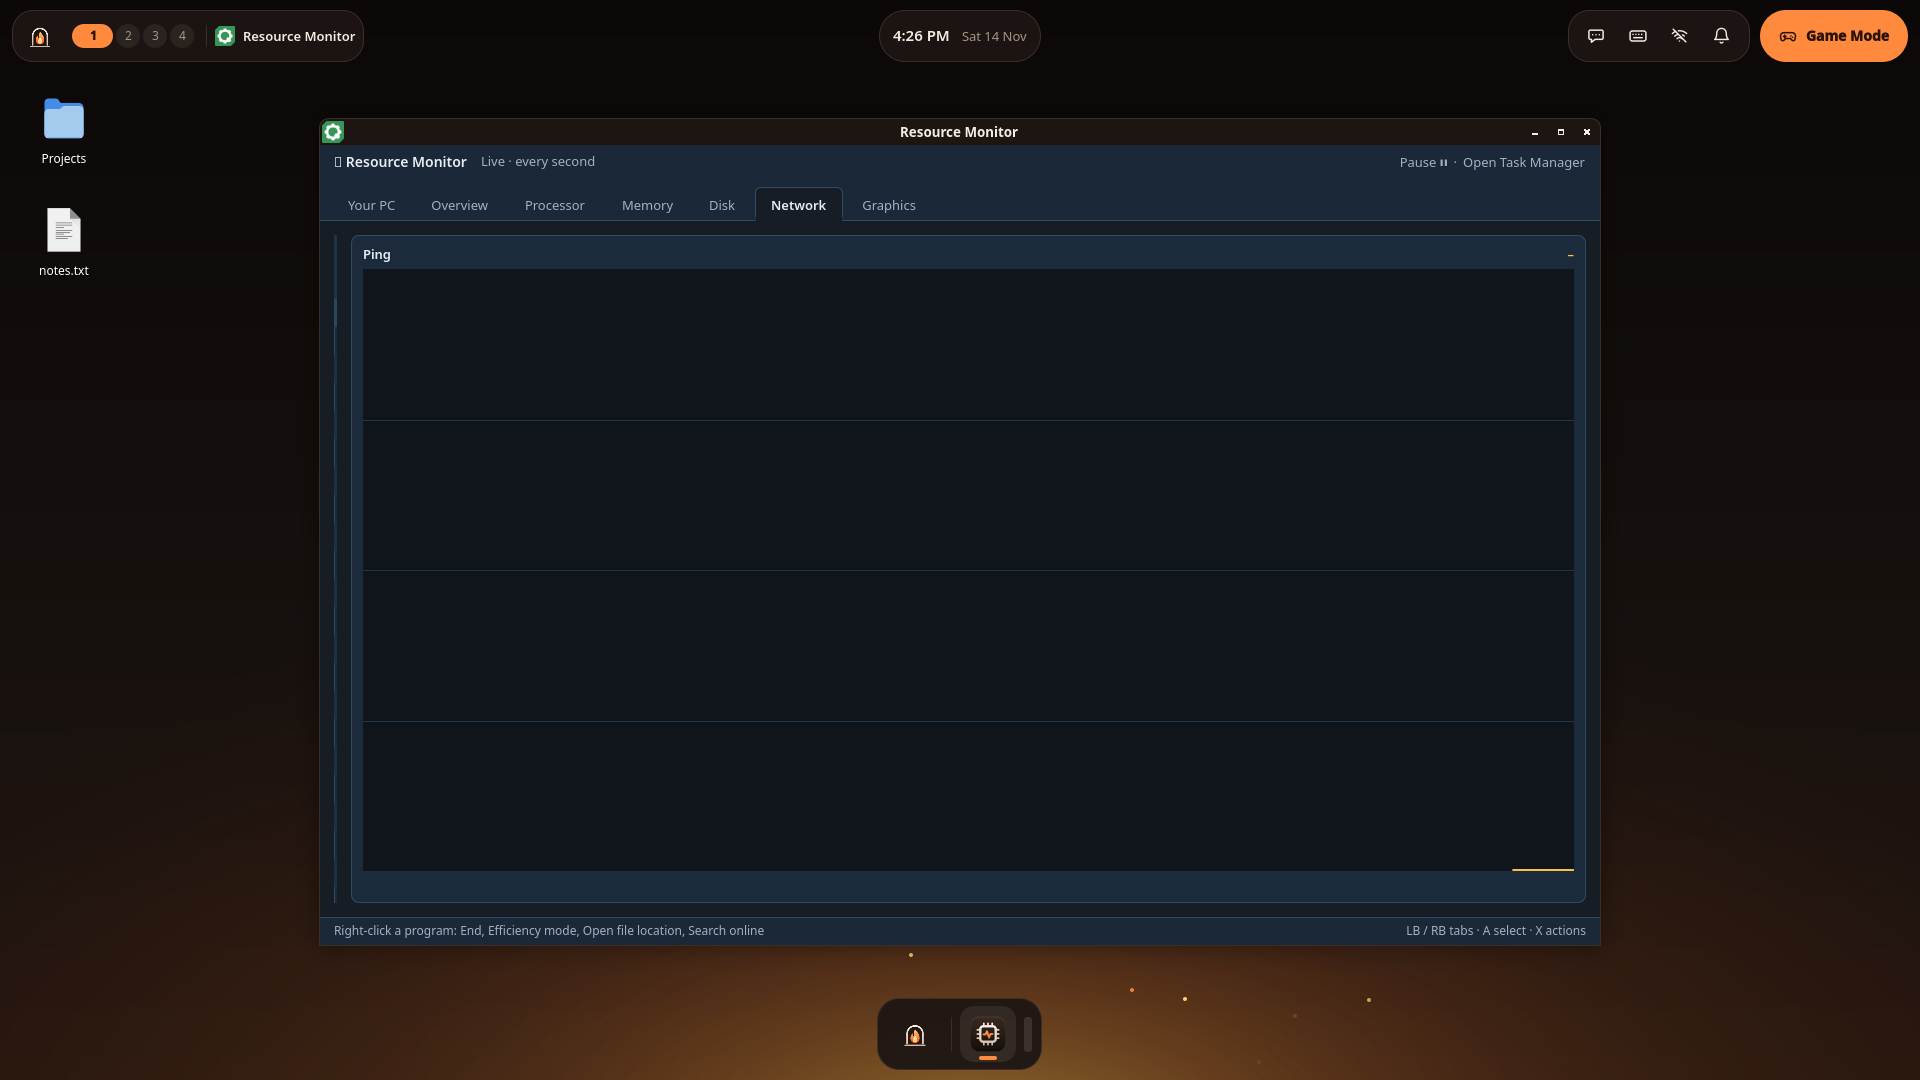 1 2 3 4 Resource Monitor
4:26 PM Sat 14 Nov
Game Mode
Projects
notes.txt
Resource Monitor
Resource Monitor Live · every second
Pause · Open Task Manager
Your PC Overview Processor Memory Disk Network Graphics
Ping –
Right-click a program: End, Efficiency mode, Open file location, Search online
LB / RB tabs · A select · X actions